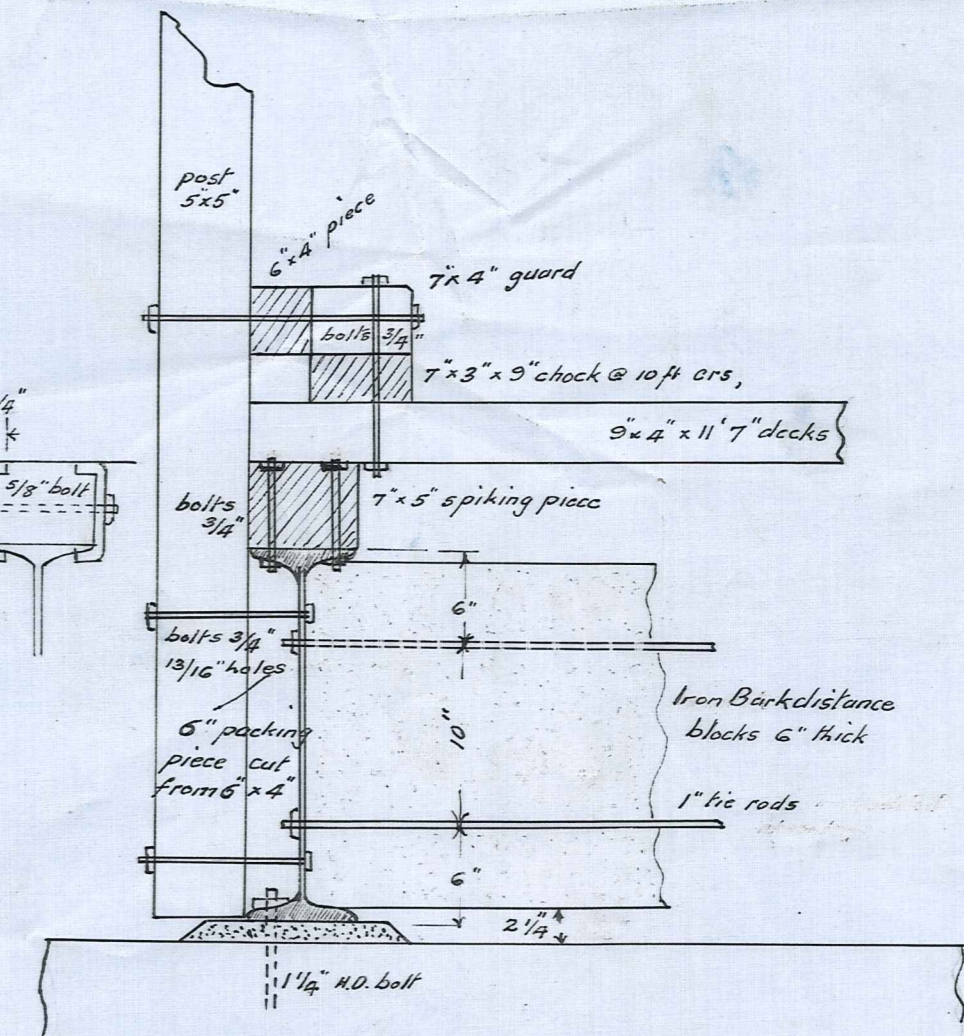 post
5"x5"
6"x4" piece
7"x 4" guard
bolts 3/4"
7"x3"x 9" chock @ 10 ft crs,
9"x 4" x 11' 7" decks
/4"
5/8" bolt
bolts
3/4"
7"x 5" spiking piece
6"
bolts 3/4"
13/16" holes
10"
Iron Bark distance
blocks 6" thick
6" packing
piece cut
from 6" x 4"
1" tie rods
6"
2 1/4"
1 1/4" H.D. bolt